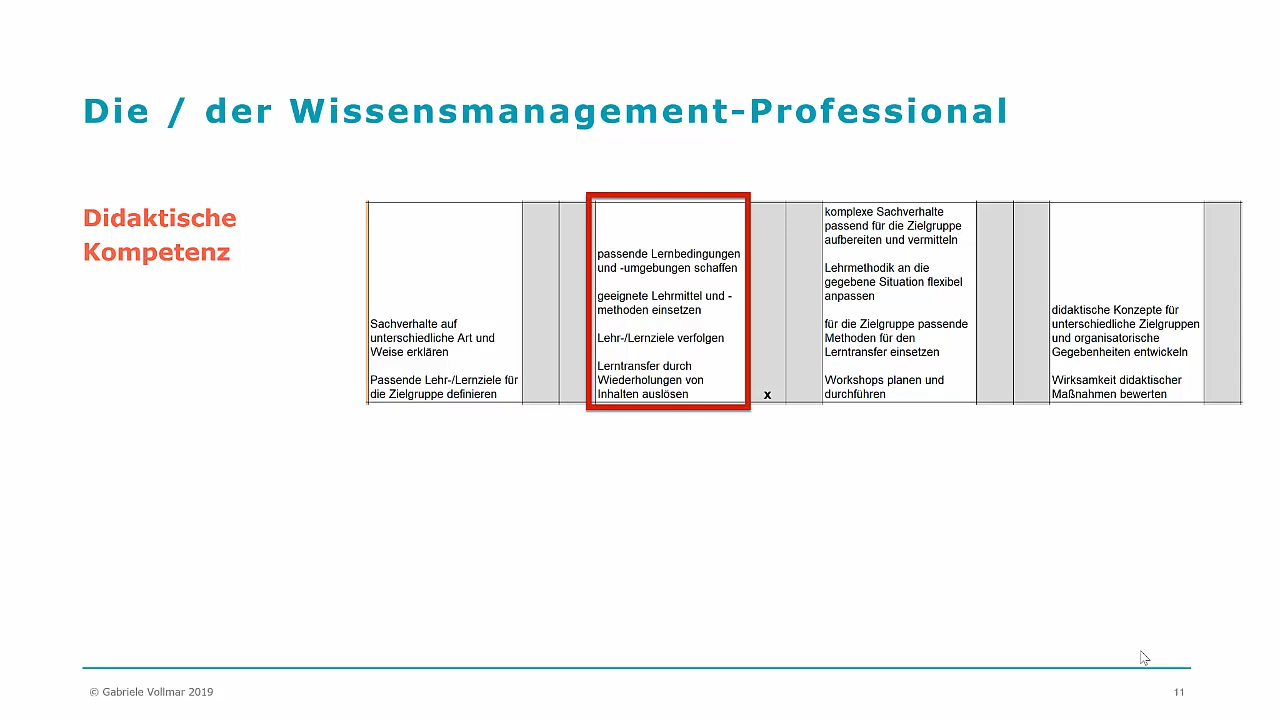 Die / der Wissensmanagement-Professional
Didaktische
Kompetenz
Sachverhalte auf
unterschiedliche Art und
Weise erklären
Passende Lehr-/Lernziele für
die Zielgruppe definieren
passende Lernbedingungen
und -umgebungen schaffen
geeignete Lehrmittel und -
methoden einsetzen
Lehr-/Lernziele verfolgen
Lerntransfer durch
Wiederholungen von
Inhalten auslösen
x
komplexe Sachverhalte
passend für die Zielgruppe
aufbereiten und vermitteln
Lehrmethodik an die
gegebene Situation flexibel
anpassen
für die Zielgruppe passende
Methoden für den
Lerntransfer einsetzen
Workshops planen und
durchführen
didaktische Konzepte für
unterschiedliche Zielgruppen
und organisatorische
Gegebenheiten entwickeln
Wirksamkeit didaktischer
Maßnahmen bewerten
© Gabriele Vollmar 2019
11